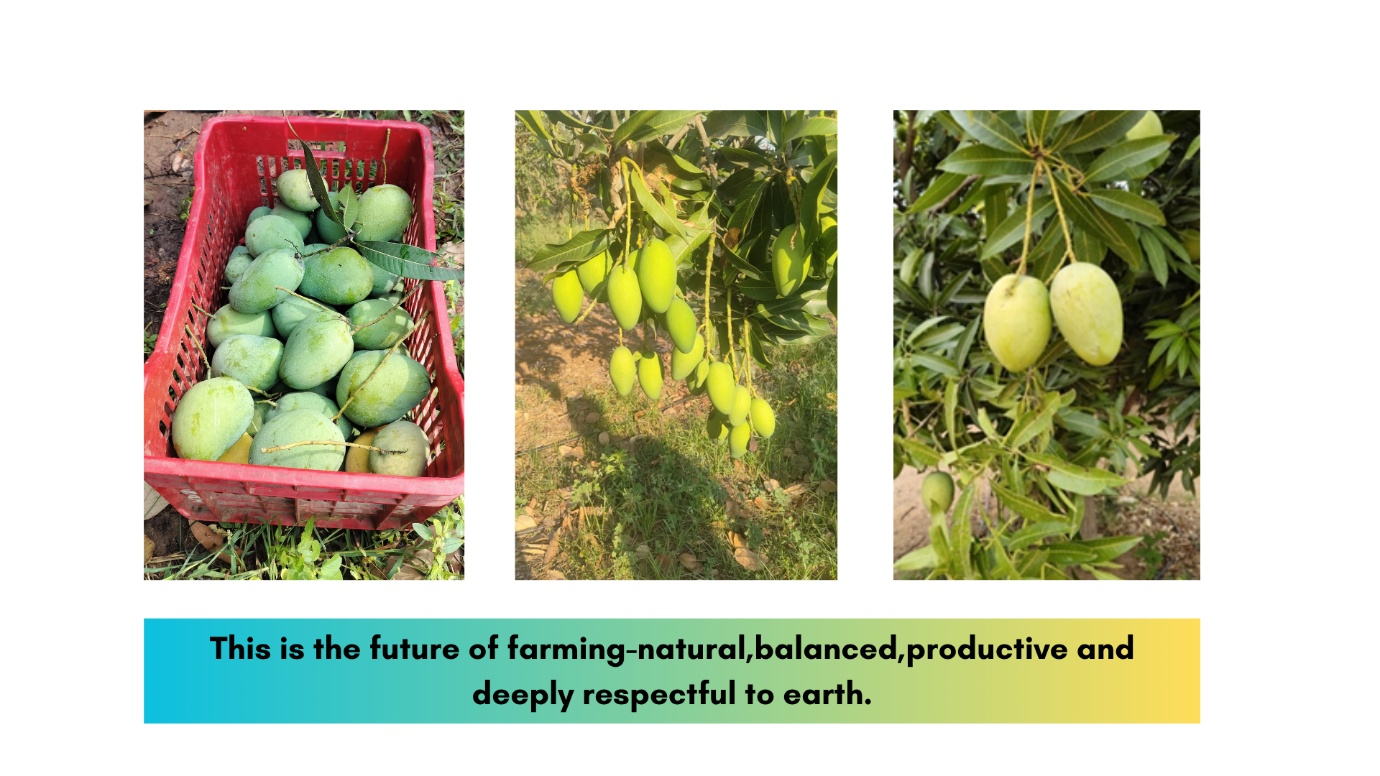 This is the future of farming-natural,balanced,productive and
deeply respectful to earth.